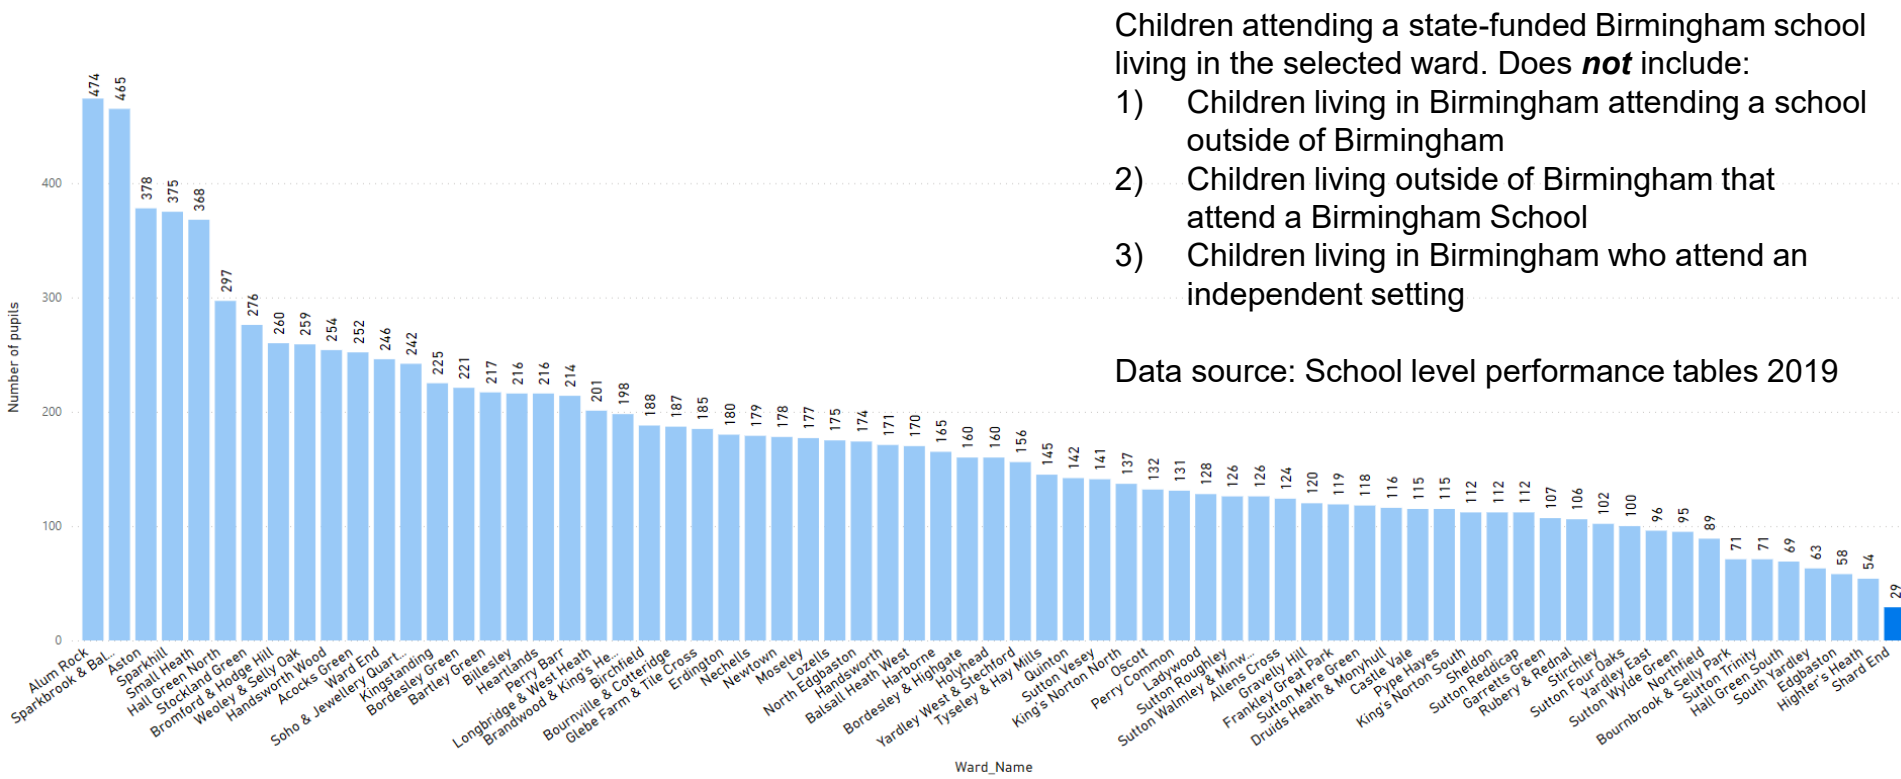 Children attending a state-funded Birmingham school
living in the selected ward. Does not include:
1) Children living in Birmingham attending a school
outside of Birmingham
2) Children living outside of Birmingham that
attend a Birmingham School
3) Children living in Birmingham who attend an
independent setting
Data source: School level performance tables 2019
Number of pupils
400
300
200
100
0
474
465
378
375
368
297
276
260
259
254
252
246
242
225
221
217
216
216
214
201
198
188
187
185
180
179
178
177
175
174
171
170
165
160
160
156
145
142
141
137
132
131
128
126
126
124
120
119
118
116
115
115
112
112
112
107
106
102
100
96
95
89
71
71
69
63
58
54
29
Alum Rock
Sparkbrook & Bal...
Aston
Sparkhill
Small Heath
Hall Green North
Stockland Green
Bromford & Hodge Hill
Weoley & Selly Oak
Handsworth Wood
Acocks Green
Ward End
Soho & Jewellery Quart...
Kingstanding
Bordesley Green
Bartley Green
Billesley
Heartlands
Perry Barr
Longbridge & West Heath
Brandwood & King's He...
Birchfield
Bournville & Cotteridge
Glebe Farm & Tile Cross
Erdington
Nechells
Newtown
Moseley
Lozells
North Edgbaston
Handsworth
Balsall Heath West
Harborne
Bordesley & Highgate
Holyhead
Yardley West & Stechford
Tyseley & Hay Mills
Quinton
Sutton Vesey
King's Norton North
Oscott
Perry Common
Ladywood
Sutton Roughley
Sutton Walmley & Minw...
Allens Cross
Gravelly Hill
Frankley Great Park
Sutton Mere Green
Druids Heath & Monyhull
Castle Vale
Pype Hayes
King's Norton South
Sheldon
Sutton Reddicap
Garretts Green
Rubery & Rednal
Stirchley
Sutton Four Oaks
Yardley East
Sutton Wylde Green
Northfield
Bournbrook & Selly Park
Sutton Trinity
Hall Green South
South Yardley
Edgbaston
Highter's Heath
Shard End
Ward_Name